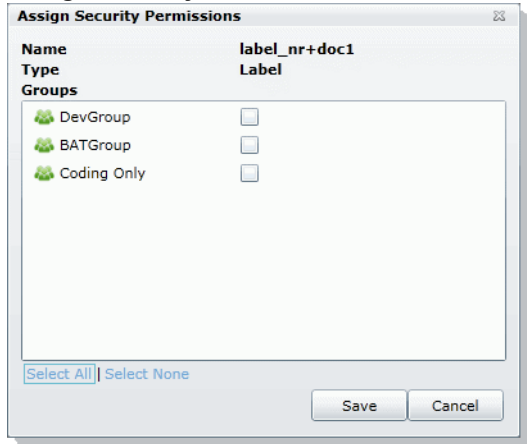 Assign Security Permissions
Name label_nr+doc1
Type Label
Groups
DevGroup
BATGroup
Coding Only
Select All | Select None
Save Cancel